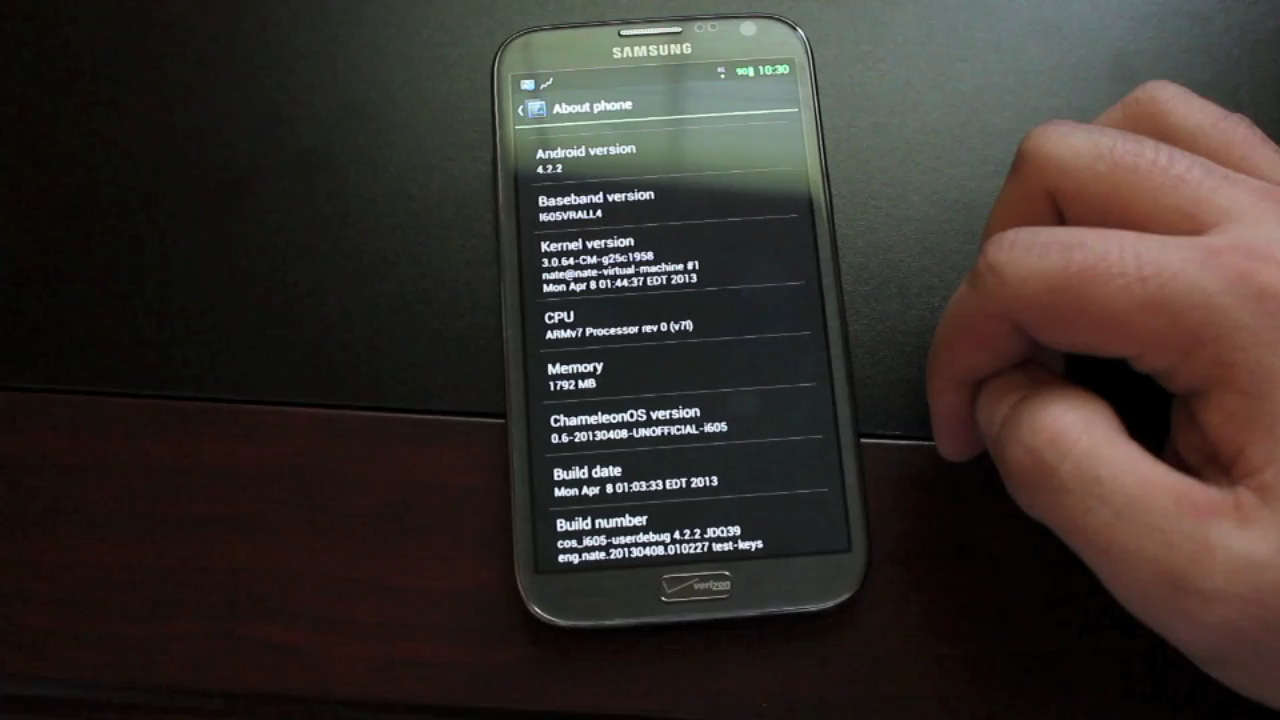 SAMSUNG
4G 90 10:30
About phone
Android version
4.2.2
Baseband version
I605VRALL4
Kernel version
3.0.64-CM-g25c1958
nate@nate-virtual-machine #1
Mon Apr 8 01:44:37 EDT 2013
CPU
ARMv7 Processor rev 0 (v7l)
Memory
1792 MB
ChameleonOS version
0.6-20130408-UNOFFICIAL-i605
Build date
Mon Apr 8 01:03:33 EDT 2013
Build number
cos_i605-userdebug 4.2.2 JDQ39
eng.nate.20130408.010227 test-keys
verizon